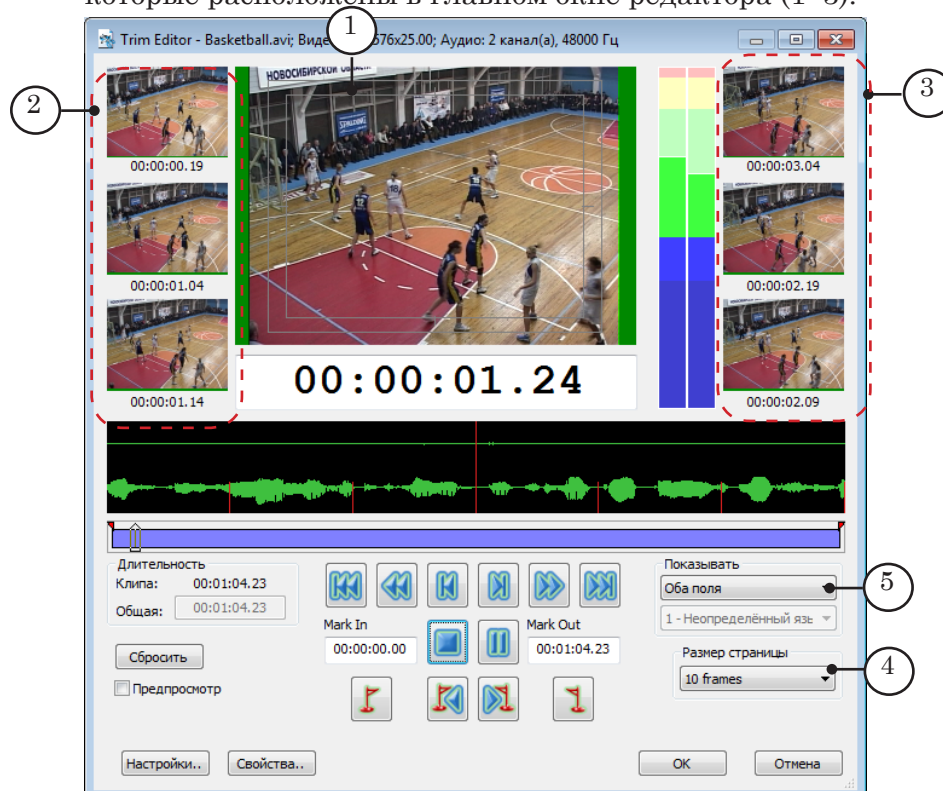 которые расположены в главном окне редактора (1–3):
1
Trim Editor - Basketball.avi; Виде 576x25.00; Аудио: 2 канал(а), 48000 Гц
2
3
НОВОСИБИРСКОЙ ОБЛАСТИ
SPALDING
00:00:00.19
00:00:03.04
00:00:01.04
00:00:02.19
00:00:01.14
00:00:01.24
00:00:02.09
Длительность
Клипа: 00:01:04.23
Общая: 00:01:04.23
Показывать
Оба поля
5
1 - Неопределённый язь
Mark In
Mark Out
00:00:00.00
00:01:04.23
Сбросить
Размер страницы
10 frames
4
Предпросмотр
Настройки..
Свойства..
OK
Отмена